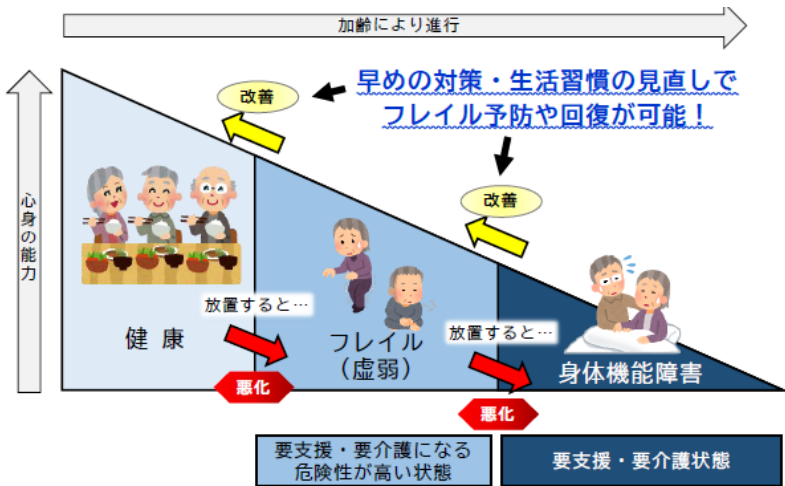 加齢により進行
心身の能力
改善
早めの対策・生活習慣の見直しで
フレイル予防や回復が可能！
改善
放置すると…
健康
悪化
フレイル
（虚弱）
放置すると…
悪化
身体機能障害
要支援・要介護になる
危険性が高い状態
要支援・要介護状態